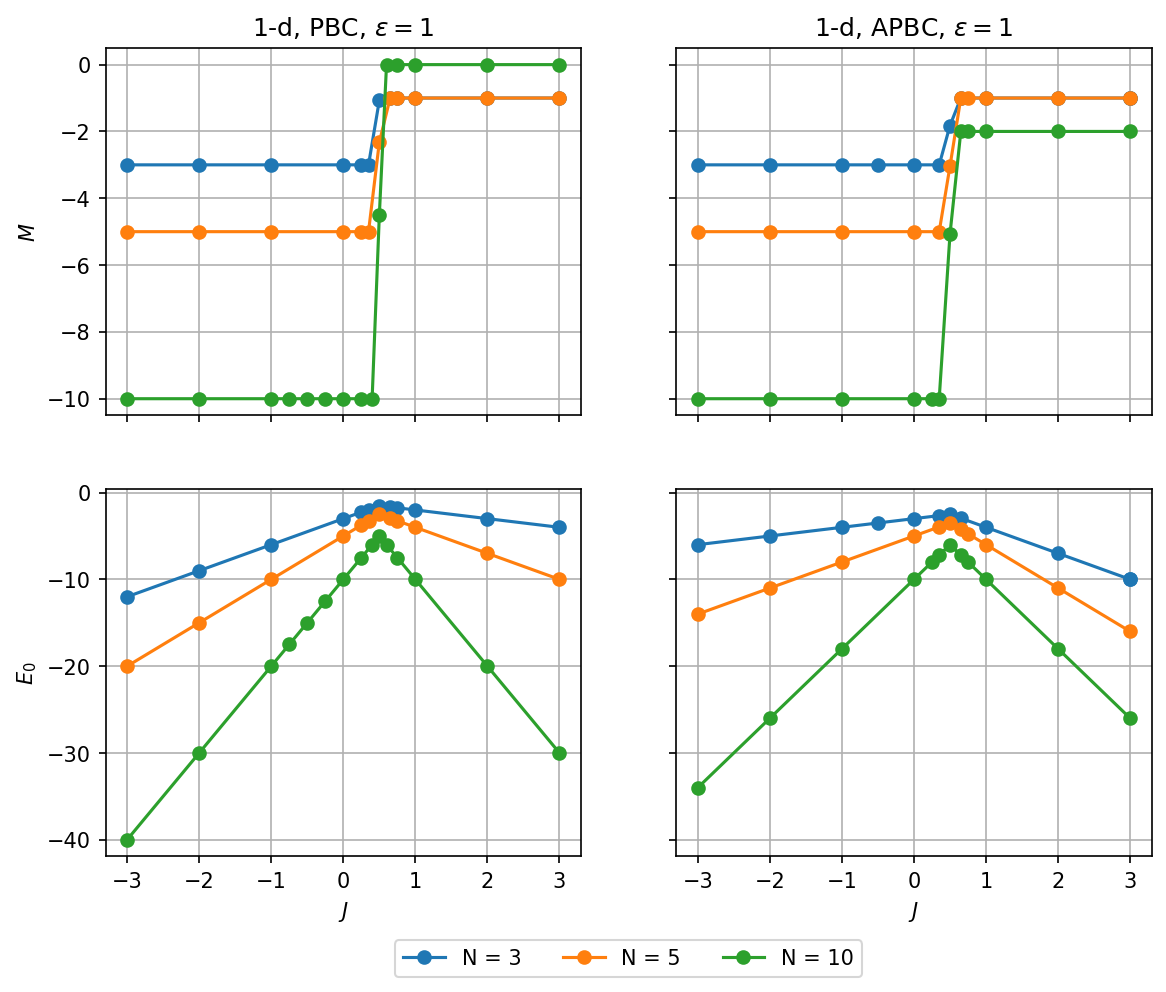 1-d, PBC, ε = 1
1-d, APBC, ε = 1
0
−2
−4
−6
−8
−10
M
0
−10
−20
−30
−40
E₀
−3 −2 −1 0 1 2 3
−3 −2 −1 0 1 2 3
J
J
N = 3 N = 5 N = 10